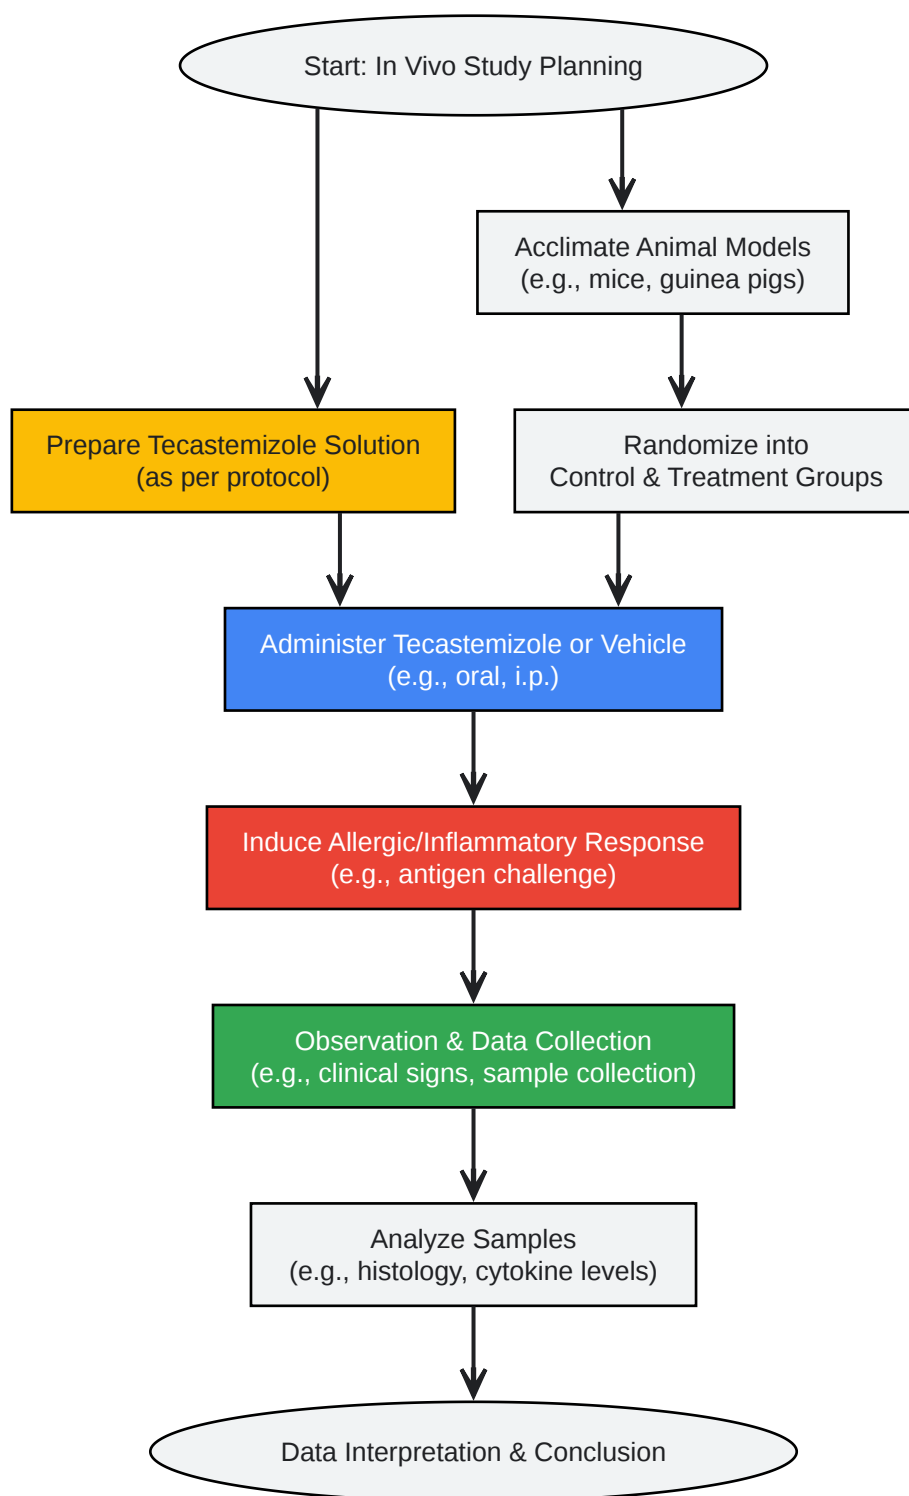 Start: In Vivo Study Planning
Acclimate Animal Models
(e.g., mice, guinea pigs)
Prepare Tecastemizole Solution
(as per protocol)
Randomize into
Control & Treatment Groups
Administer Tecastemizole or Vehicle
(e.g., oral, i.p.)
Induce Allergic/Inflammatory Response
(e.g., antigen challenge)
Observation & Data Collection
(e.g., clinical signs, sample collection)
Analyze Samples
(e.g., histology, cytokine levels)
Data Interpretation & Conclusion